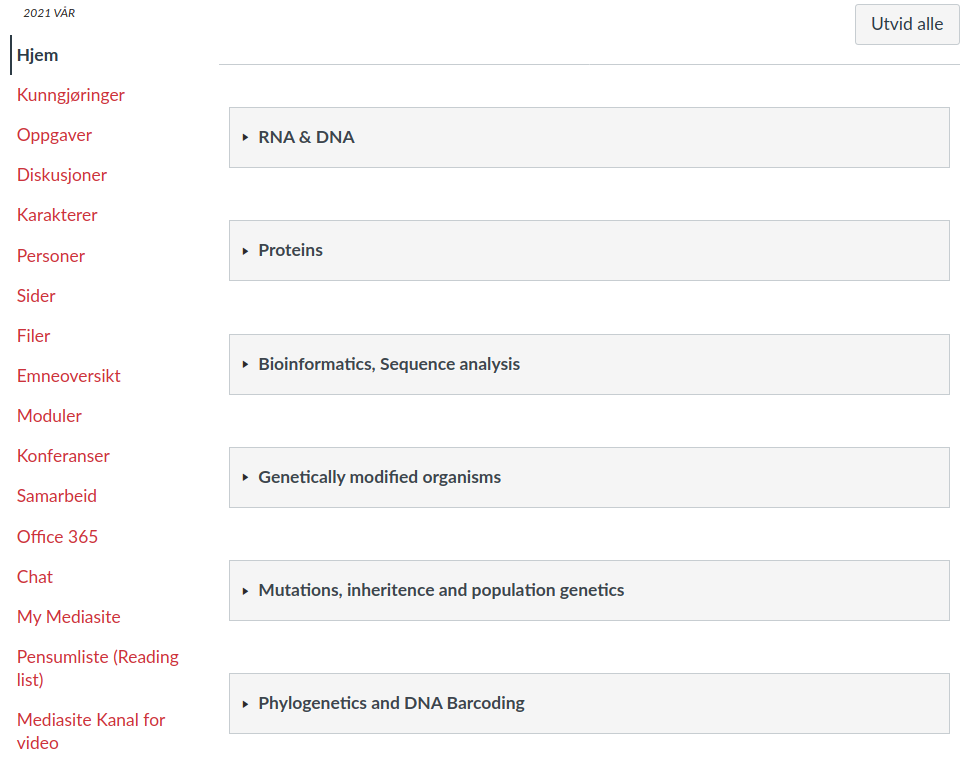 2021 VÅR
Hjem
Kunngjøringer
Oppgaver
Diskusjoner
Karakterer
Personer
Sider
Filer
Emneoversikt
Moduler
Konferanser
Samarbeid
Office 365
Chat
My Mediasite
Pensumliste (Reading
list)
Mediasite Kanal for
video
Utvid alle
RNA & DNA
Proteins
Bioinformatics, Sequence analysis
Genetically modified organisms
Mutations, inheritence and population genetics
Phylogenetics and DNA Barcoding